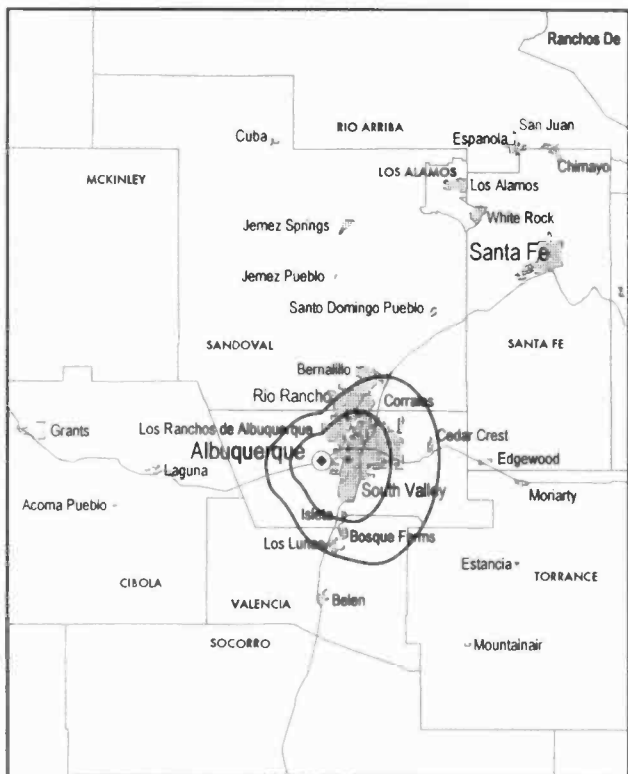 Ranchos De
RIO ARRIBA
San Juan
Cuba
Espanola
Chimayo
LOS ALAMOS
MCKINLEY
Los Alamos
White Rock
Jemez Springs
Santa Fe
Jemez Pueblo
Santo Domingo Pueblo
SANDOVAL
SANTA FE
Bernalillo
Rio Rancho
Corrales
Los Ranchos de Albuquerque
Grants
Cedar Crest
Albuquerque
Edgewood
Laguna
South Valley
Moriarty
Acoma Pueblo
Isleta
Bosque Farms
Los Lunas
Estancia
CIBOLA
TORRANCE
VALENCIA
Belen
SOCORRO
Mountainair